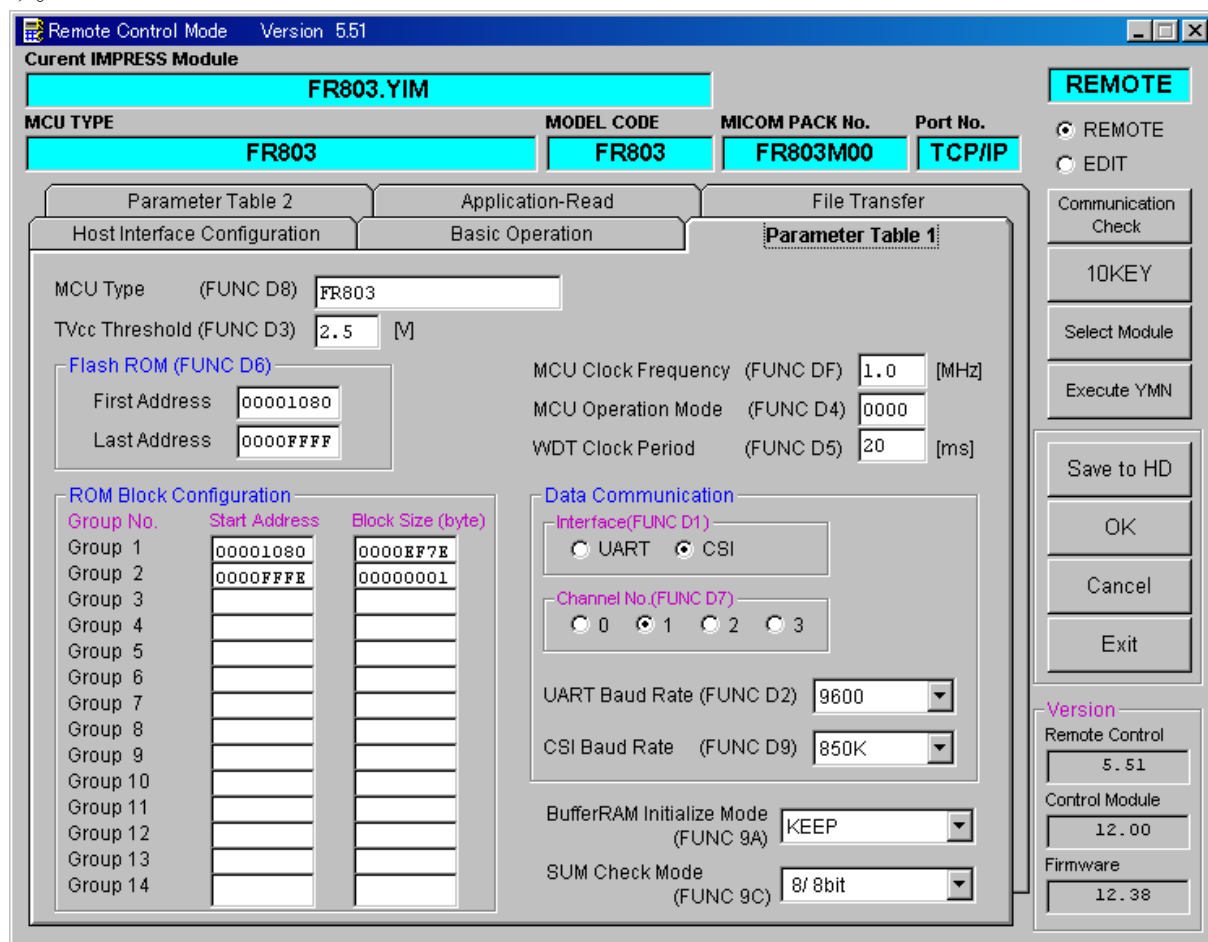 Remote Control Mode Version 5.51
Curent IMPRESS Module
FR803.YIM
REMOTE
MCU TYPE
MODEL CODE
MICOM PACK No.
Port No.
FR803
FR803
FR803M00
TCP/IP
REMOTE
EDIT
Parameter Table 2
Application-Read
File Transfer
Host Interface Configuration
Basic Operation
Parameter Table 1
MCU Type (FUNC D8) FR803
TVcc Threshold (FUNC D3) 2.5 [V]
Flash ROM (FUNC D6)
First Address 00001080
Last Address 0000FFFF
MCU Clock Frequency (FUNC DF) 1.0 [MHz]
MCU Operation Mode (FUNC D4) 0000
WDT Clock Period (FUNC D5) 20 [ms]
ROM Block Configuration
Group No. Start Address Block Size (byte)
Group 1 00001080 0000EF7E
Group 2 0000FFFE 00000001
Group 3
Group 4
Group 5
Group 6
Group 7
Group 8
Group 9
Group 10
Group 11
Group 12
Group 13
Group 14
Data Communication
Interface(FUNC D1)
UART CSI
Channel No.(FUNC D7)
0 1 2 3
UART Baud Rate (FUNC D2) 9600
CSI Baud Rate (FUNC D9) 850K
BufferRAM Initialize Mode
(FUNC 9A) KEEP
SUM Check Mode
(FUNC 9C) 8/ 8bit
Communication
Check
10KEY
Select Module
Execute YMN
Save to HD
OK
Cancel
Exit
Version
Remote Control
5.51
Control Module
12.00
Firmware
12.38